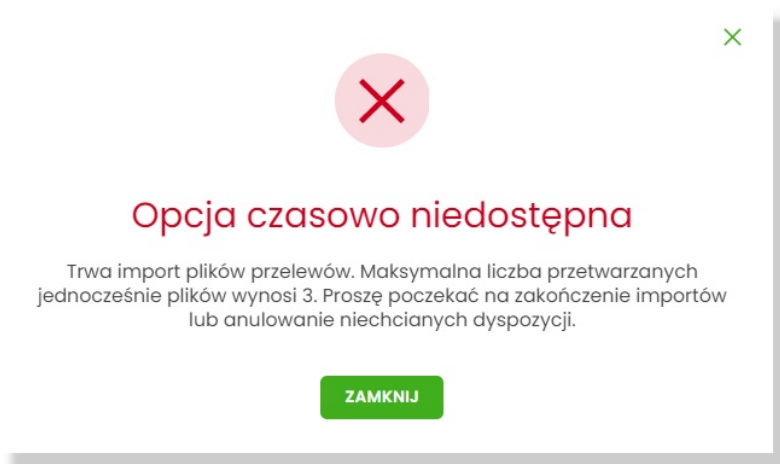 Opcja czasowo niedostępna
Trwa import plików przelewów. Maksymalna liczba przetwarzanych
jednocześnie plików wynosi 3. Proszę poczekać na zakończenie importów
lub anulowanie niechcianych dyspozycji.
ZAMKNIJ